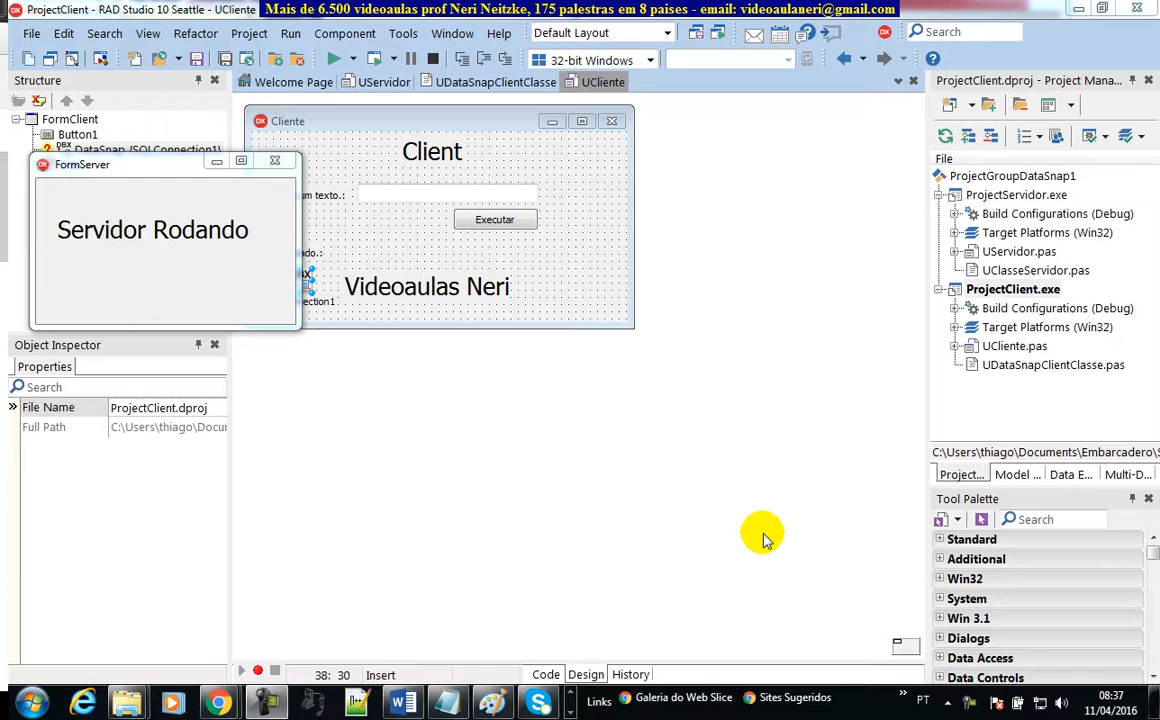 ProjectClient - RAD Studio 10 Seattle - UCliente
Mais de 6.500 videoaulas prof Neri Neitzke, 175 palestras em 8 paises - email: videoaulaneri@gmail.com
File Edit Search View Refactor Project Run Component Tools Window Help
Default Layout
Search
32-bit Windows
Structure
Welcome Page
UServidor
UDataSnapClientClasse
UCliente
ProjectClient.dproj - Project Mana...
FormClient
Button1
DBX
DataSnap (SQLConnection1)
FormServer
Servidor Rodando
Cliente
Client
um texto.:
Executar
ado.:
Videoaulas Neri
ection1
File
ProjectGroupDataSnap1
ProjectServidor.exe
Build Configurations (Debug)
Target Platforms (Win32)
UServidor.pas
UClasseServidor.pas
ProjectClient.exe
Build Configurations (Debug)
Target Platforms (Win32)
UCliente.pas
UDataSnapClientClasse.pas
Object Inspector
Properties
Search
File Name ProjectClient.dproj
Full Path C:\Users\thiago\Docur
C:\Users\thiago\Documents\Embarcadero\S
Project... Model ... Data E... Multi-D...
Tool Palette
Search
Standard
Additional
Win32
System
Win 3.1
Dialogs
Data Access
Data Controls
38: 30
Insert
Code Design History
Links
Galeria do Web Slice
Sites Sugeridos
PT
08:37
11/04/2016